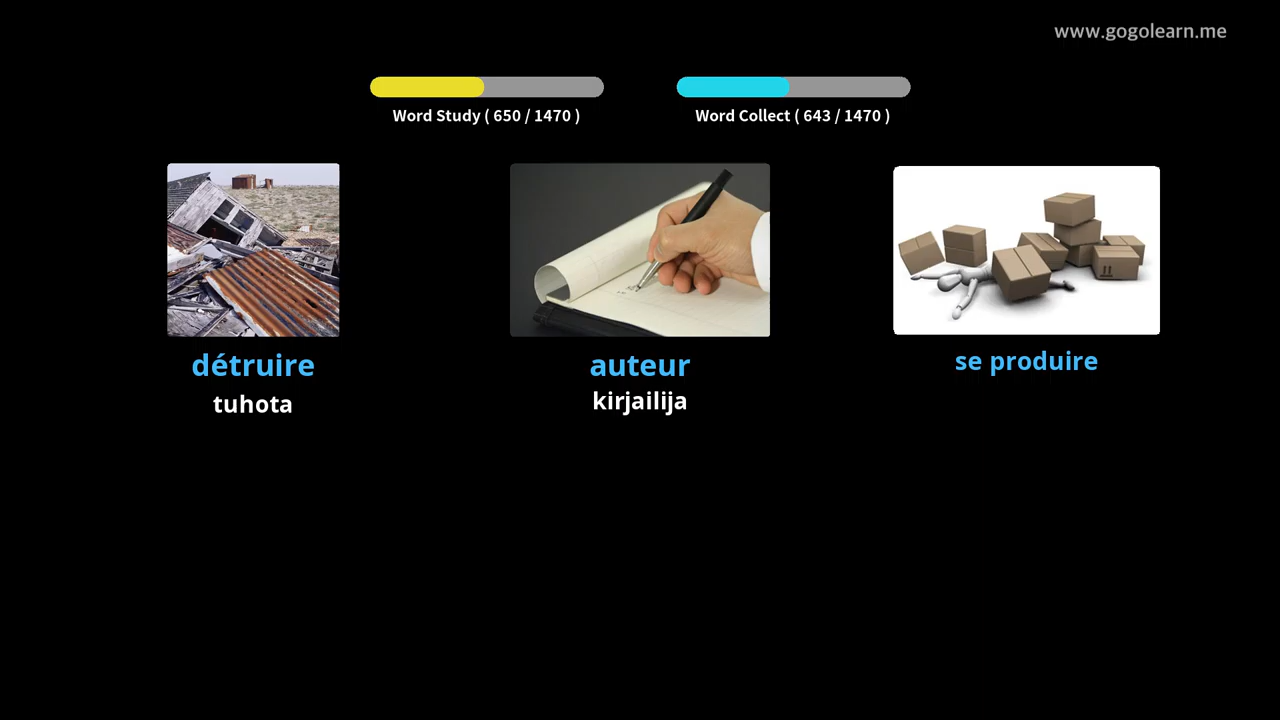 www.gogolearn.me
Word Study ( 650 / 1470 )
Word Collect ( 643 / 1470 )
détruire
tuhota
auteur
kirjailija
se produire